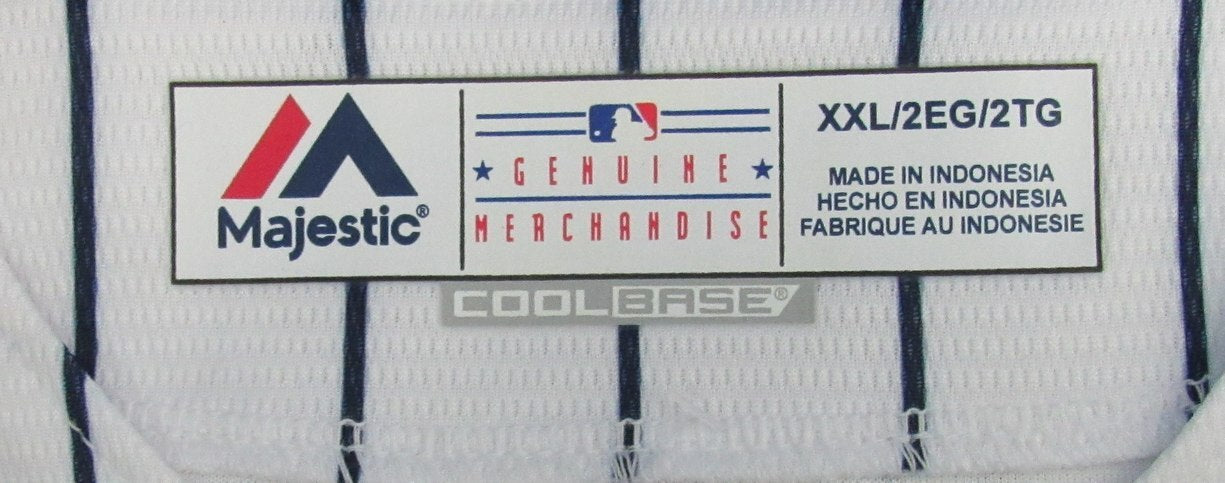 Majestic®
GENUINE
MERCHANDISE
XXL/2EG/2TG
MADE IN INDONESIA
HECHO EN INDONESIA
FABRIQUE AU INDONESIE
COOLBASE®